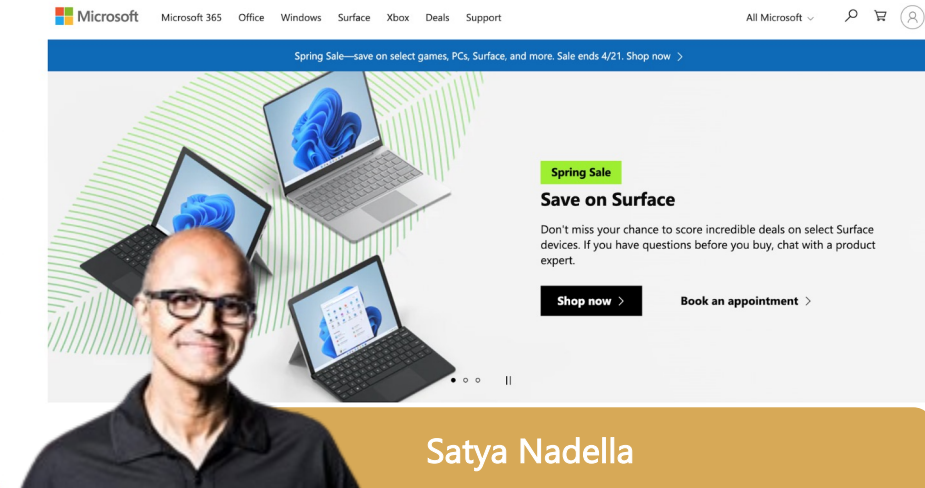 Microsoft Microsoft 365 Office Windows Surface Xbox Deals Support All Microsoft
Spring Sale—save on select games, PCs, Surface, and more. Sale ends 4/21. Shop now
Spring Sale
Save on Surface
Don't miss your chance to score incredible deals on select Surface
devices. If you have questions before you buy, chat with a product
expert.
Shop now Book an appointment
Satya Nadella